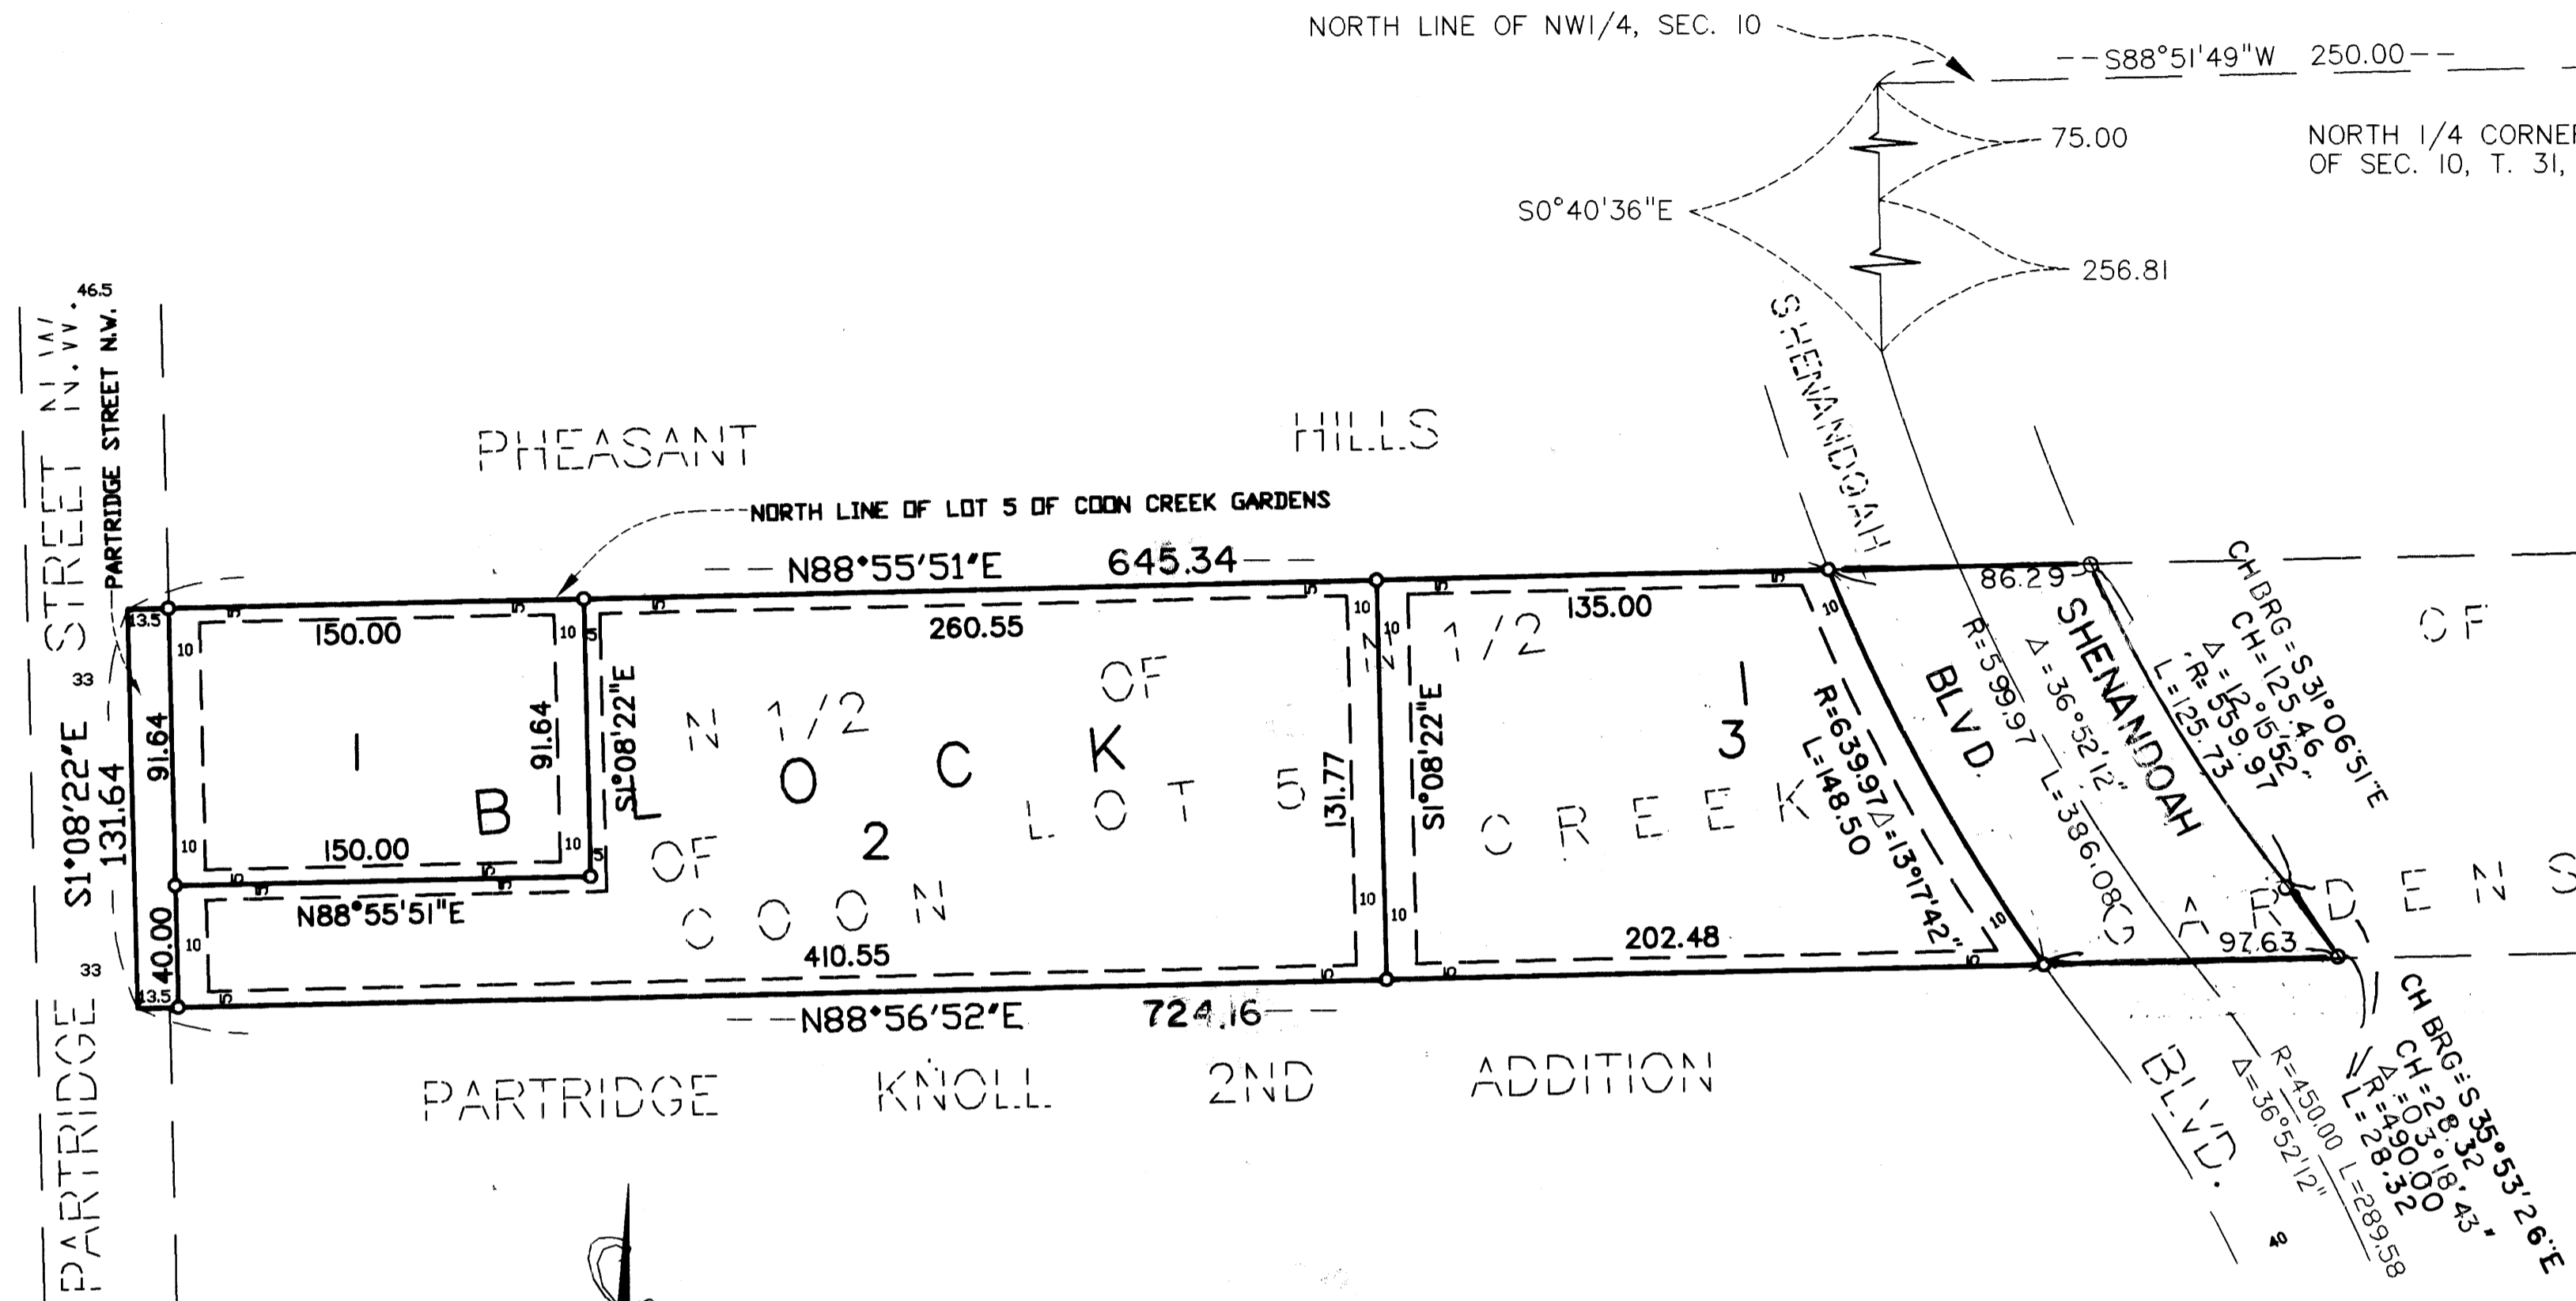 NORTH LINE OF NW1/4, SEC. 10
--S88°51'49"W 250.00--
75.00
NORTH 1/4 CORNER
OF SEC. 10, T. 31,
S0°40'36"E
256.81
46.5
PARTRIDGE STREET N.W.
STREET N.W.
SHENANDOAH
PHEASANT HILLS
NORTH LINE OF LOT 5 OF COON CREEK GARDENS
--N88°55'51"E 645.34--
86.29
13.5
150.00
260.55
135.00
10
5
N 1/2
OF
1/2
CH BRG = S 31°06'51"E
CH = 125.46
Δ = 12°15'52"
R = 559.97
L = 125.73
SHENANDOAH
BLVD.
R=599.97
Δ=36°52'12"
L=386.08
33
S1°08'22"E
131.64
91.64
1
91.64
S1°08'22"E
N 1/2
OF
131.77
S1°08'22"E
1
3
R=639.97 Δ=13°17'42"
L=148.50
B L O C K
1
LOT 5
2
CREEK
150.00
OF
COON
N88°55'51"E
GARDENS
40.00
33
13.5
410.55
202.48
97.63
--N88°56'52"E 724.16--
PARTRIDGE
PARTRIDGE KNOLL 2ND ADDITION
BLVD.
R=450.00 L=289.58
Δ=36°52'12"
CH BRG = S 35°53'26"E
CH = 28.32
Δ = 03°18'43"
R = 490.00
L = 28.32
40